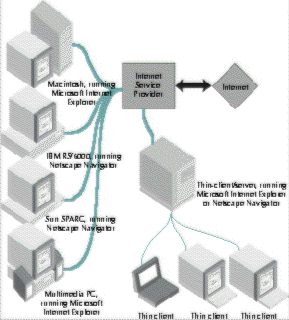 Macintosh, running
Microsoft Internet
Explorer
Internet
Service
Provider
Internet
IBM RS/6000, running
Netscape Navigator
Thin-client/server, running
Microsoft Internet Explorer
or Netscape Navigator
Sun SPARC, running
Netscape Navigator
Multimedia PC,
running Microsoft
Internet Explorer
Thin client
Thin client
Thin client